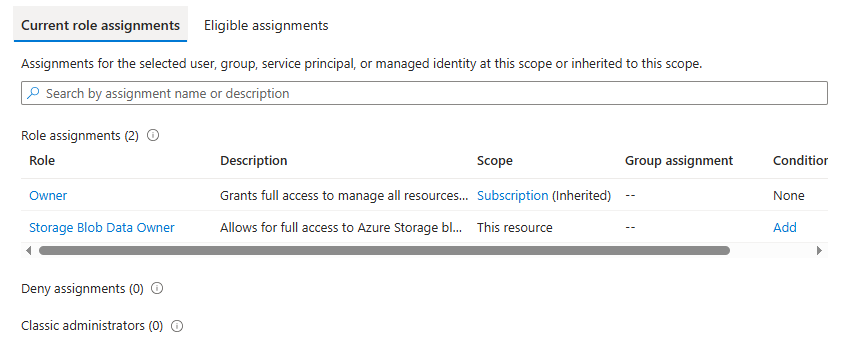 Current role assignments Eligible assignments
Assignments for the selected user, group, service principal, or managed identity at this scope or inherited to this scope.
Search by assignment name or description
Role assignments (2)
Role Description Scope Group assignment Condition
Owner Grants full access to manage all resources... Subscription (Inherited) -- None
Storage Blob Data Owner Allows for full access to Azure Storage bl... This resource -- Add
Deny assignments (0)
Classic administrators (0)